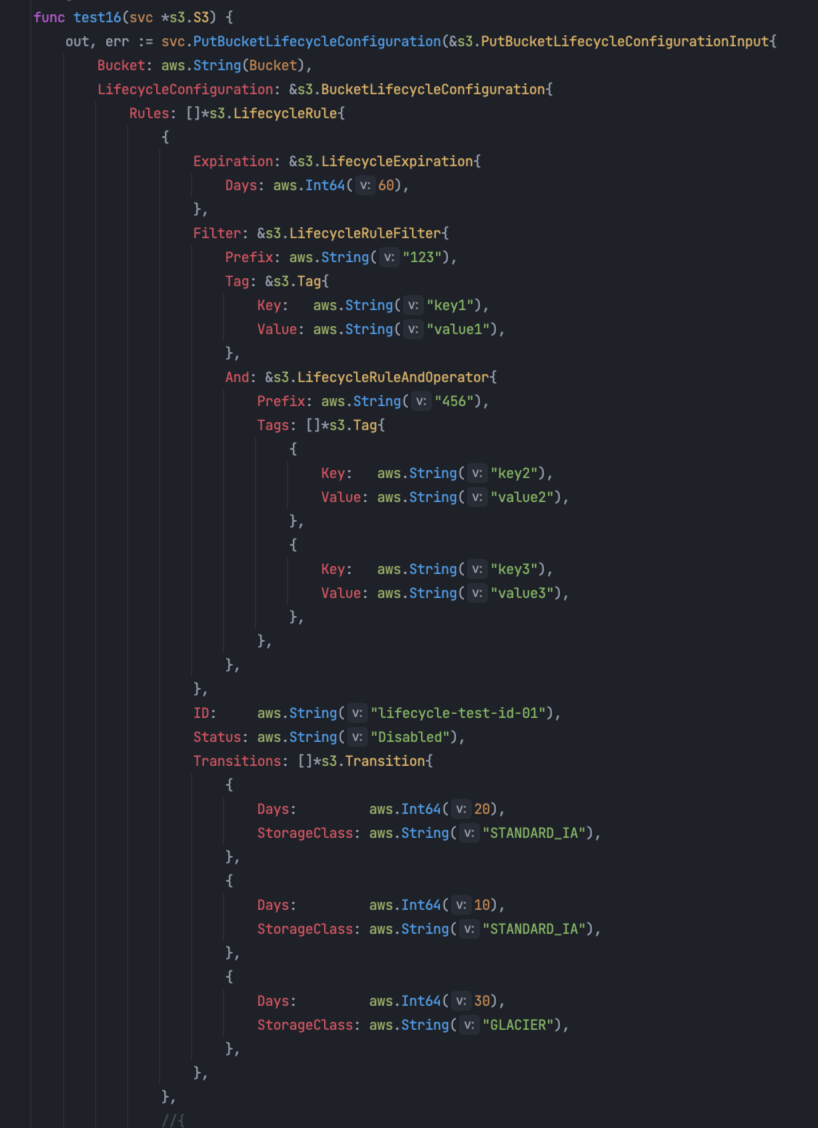 func test16(svc *s3.S3) {
    out, err := svc.PutBucketLifecycleConfiguration(&s3.PutBucketLifecycleConfigurationInput{
        Bucket: aws.String(Bucket),
        LifecycleConfiguration: &s3.BucketLifecycleConfiguration{
            Rules: []*s3.LifecycleRule{
                {
                    Expiration: &s3.LifecycleExpiration{
                        Days: aws.Int64( v: 60),
                    },
                    Filter: &s3.LifecycleRuleFilter{
                        Prefix: aws.String( v: "123"),
                        Tag: &s3.Tag{
                            Key:   aws.String( v: "key1"),
                            Value: aws.String( v: "value1"),
                        },
                        And: &s3.LifecycleRuleAndOperator{
                            Prefix: aws.String( v: "456"),
                            Tags: []*s3.Tag{
                                {
                                    Key:   aws.String( v: "key2"),
                                    Value: aws.String( v: "value2"),
                                },
                                {
                                    Key:   aws.String( v: "key3"),
                                    Value: aws.String( v: "value3"),
                                },
                            },
                        },
                    },
                    ID:     aws.String( v: "lifecycle-test-id-01"),
                    Status: aws.String( v: "Disabled"),
                    Transitions: []*s3.Transition{
                        {
                            Days:         aws.Int64( v: 20),
                            StorageClass: aws.String( v: "STANDARD_IA"),
                        },
                        {
                            Days:         aws.Int64( v: 10),
                            StorageClass: aws.String( v: "STANDARD_IA"),
                        },
                        {
                            Days:         aws.Int64( v: 30),
                            StorageClass: aws.String( v: "GLACIER"),
                        },
                    },
                },
                //{